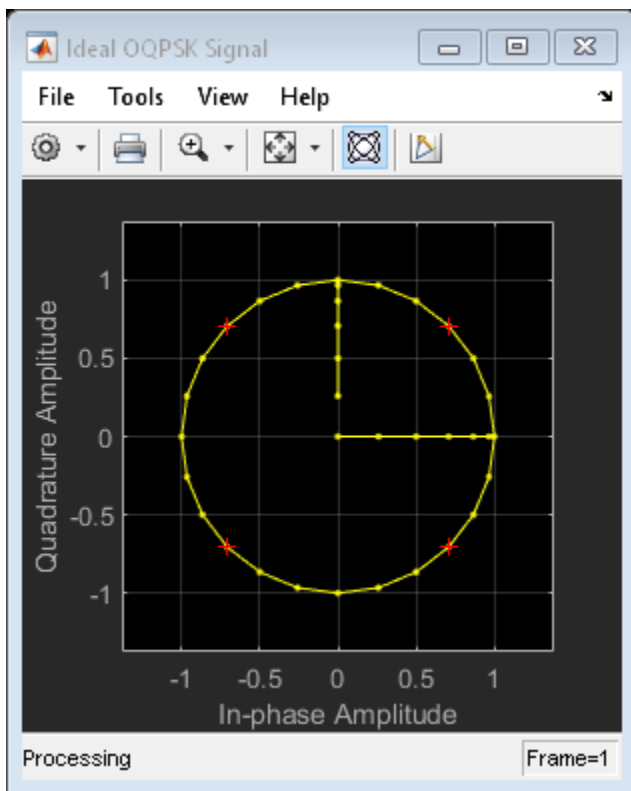 Ideal OQPSK Signal
File Tools View Help
Quadrature Amplitude
1
0.5
0
-0.5
-1
-1 -0.5 0 0.5 1
In-phase Amplitude
Processing Frame=1